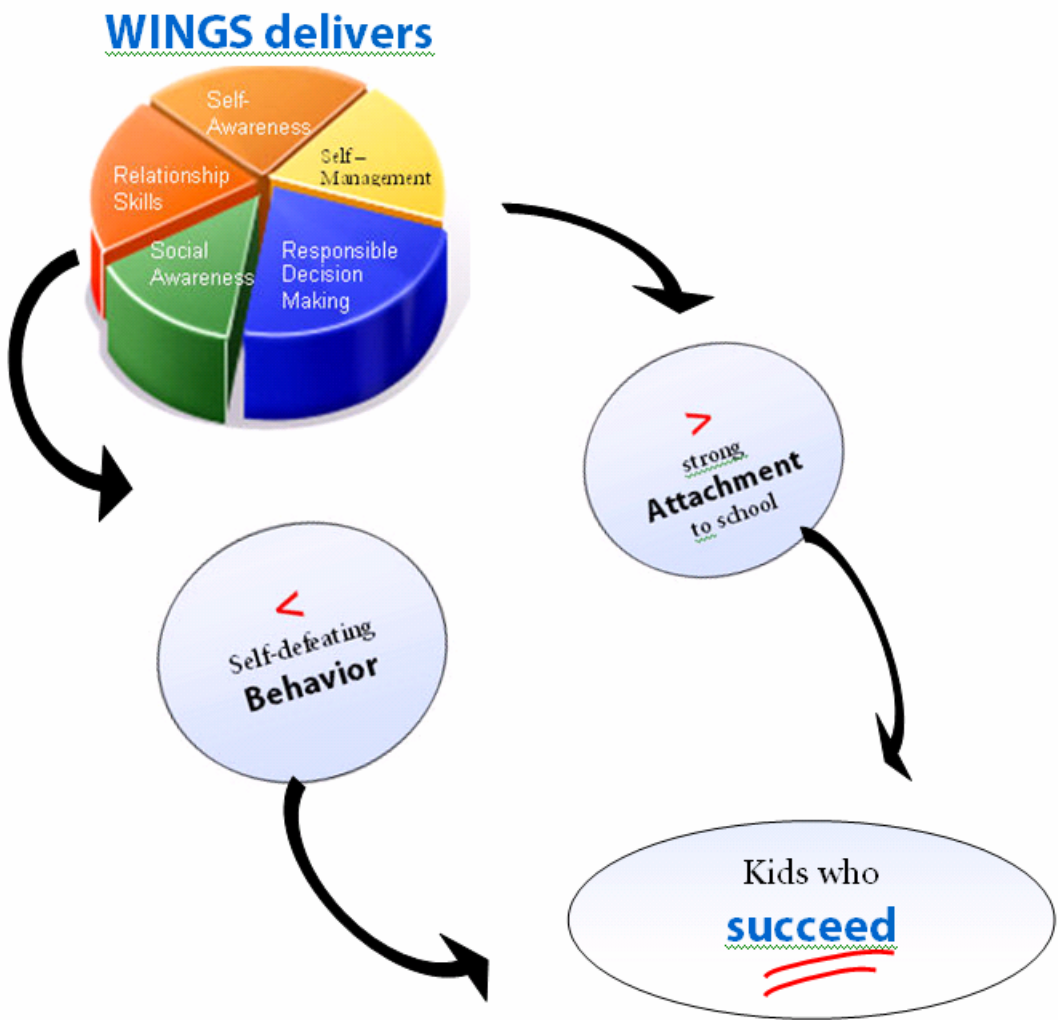 WINGS delivers
Self-
Awareness
Self –
Management
Relationship
Skills
Social
Awareness
Responsible
Decision
Making
>
strong
Attachment
to school
<
Self-defeating
Behavior
Kids who
succeed